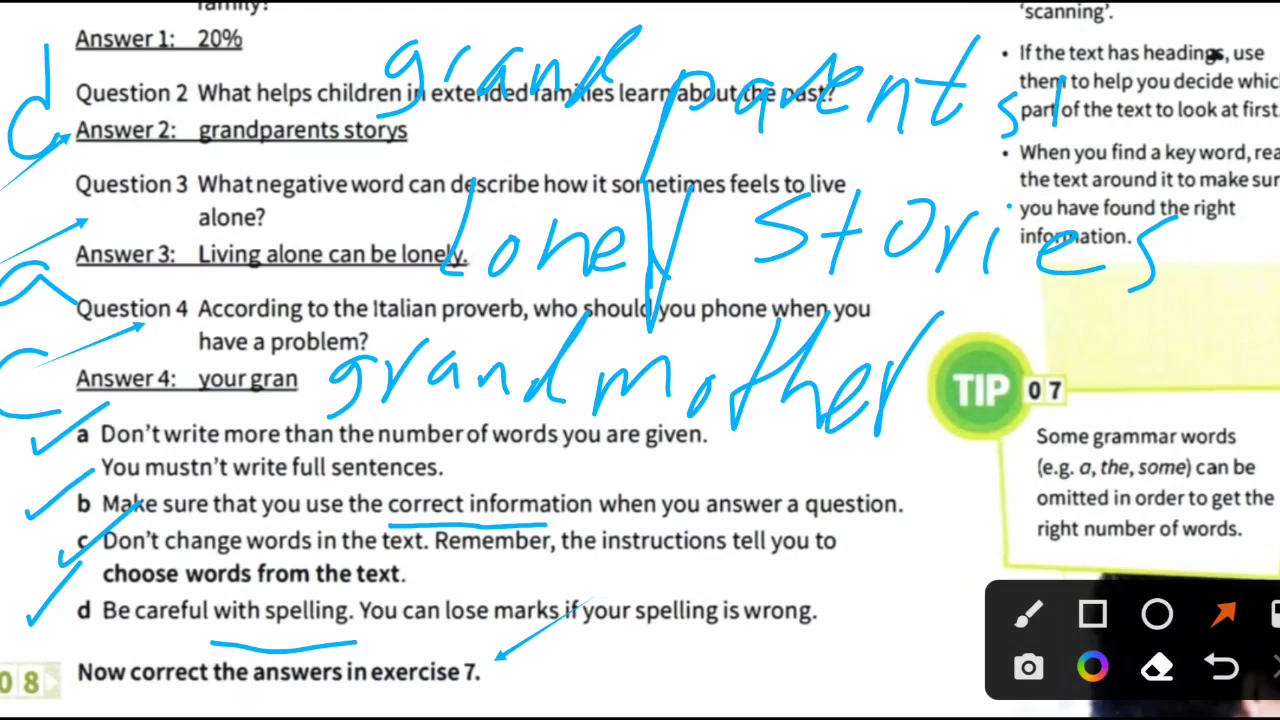 family?
Answer 1: 20%
Question 2 What helps children in extended families learn about the past?
Answer 2: grandparents storys
Question 3 What negative word can describe how it sometimes feels to live
alone?
Answer 3: Living alone can be lonely.
Question 4 According to the Italian proverb, who should you phone when you
have a problem?
Answer 4: your gran
d
a
c
grand parents'
lonely stories
grandmother
a Don't write more than the number of words you are given.
You mustn't write full sentences.
b Make sure that you use the correct information when you answer a question.
c Don't change words in the text. Remember, the instructions tell you to
choose words from the text.
d Be careful with spelling. You can lose marks if your spelling is wrong.
08
Now correct the answers in exercise 7.
'scanning'.
• If the text has headings, use
them to help you decide which
part of the text to look at first.
• When you find a key word, rea
the text around it to make sur
you have found the right
information.
TIP 07
Some grammar words
(e.g. a, the, some) can be
omitted in order to get the
right number of words.